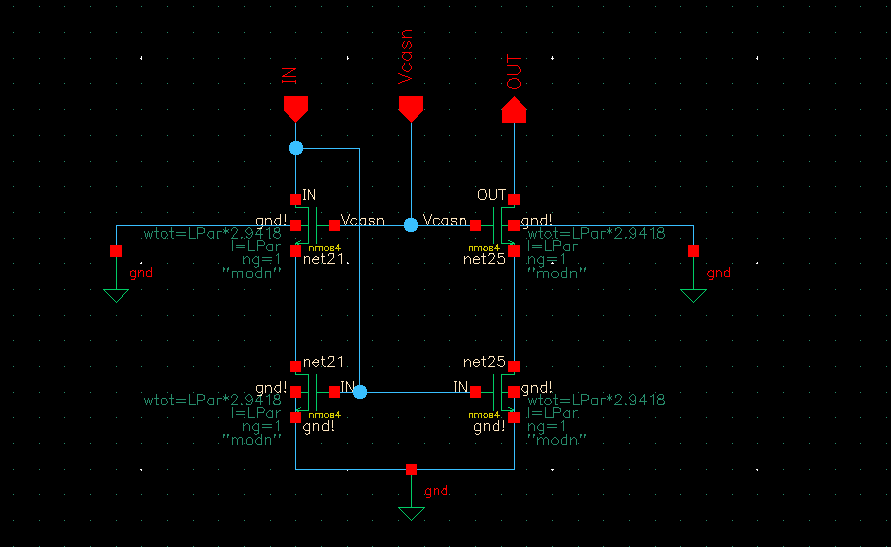 IN
Vcasn
OUT
IN
OUT
gnd!
Vcasn
Vcasn
gnd!
wtot=LPar*2.9418
l=LPar
ng=1
"modn"
nmos4
net21
nmos4
net25
wtot=LPar*2.9418
l=LPar
ng=1
"modn"
gnd
gnd
net21
net25
gnd!
IN
IN
gnd!
wtot=LPar*2.9418
l=LPar
ng=1
"modn"
nmos4
gnd!
nmos4
gnd!
wtot=LPar*2.9418
l=LPar
ng=1
"modn"
gnd